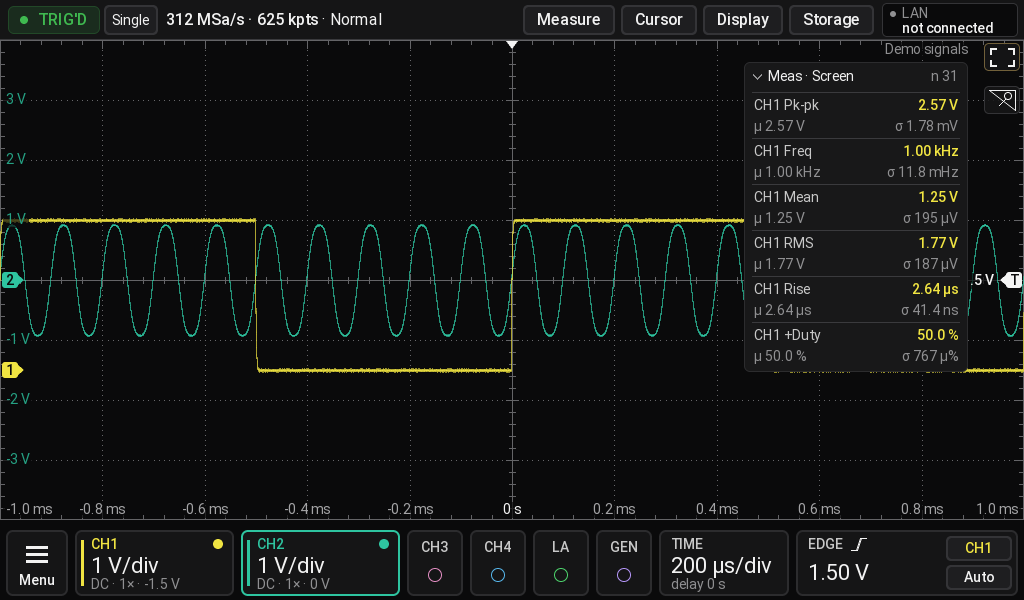 TRIG'D
Single
312 MSa/s · 625 kpts · Normal
Measure
Cursor
Display
Storage
LAN
not connected
Demo signals
Meas · Screen n 31
CH1 Pk-pk 2.57 V
µ 2.57 V σ 1.78 mV
CH1 Freq 1.00 kHz
µ 1.00 kHz σ 11.8 mHz
CH1 Mean 1.25 V
µ 1.25 V σ 195 µV
CH1 RMS 1.77 V
µ 1.77 V σ 187 µV
CH1 Rise 2.64 µs
µ 2.64 µs σ 41.4 ns
CH1 +Duty 50.0 %
µ 50.0 % σ 767 µ%
3 V
2 V
1 V
2
.5 V T
-1 V
1
-2 V
-3 V
-1.0 ms -0.8 ms -0.6 ms -0.4 ms -0.2 ms 0 s 0.2 ms 0.4 ms 0.6 ms 0.8 ms 1.0 ms
Menu
CH1
1 V/div
DC · 1× · -1.5 V
CH2
1 V/div
DC · 1× · 0 V
CH3
CH4
LA
GEN
TIME
200 µs/div
delay 0 s
EDGE
1.50 V
CH1
Auto